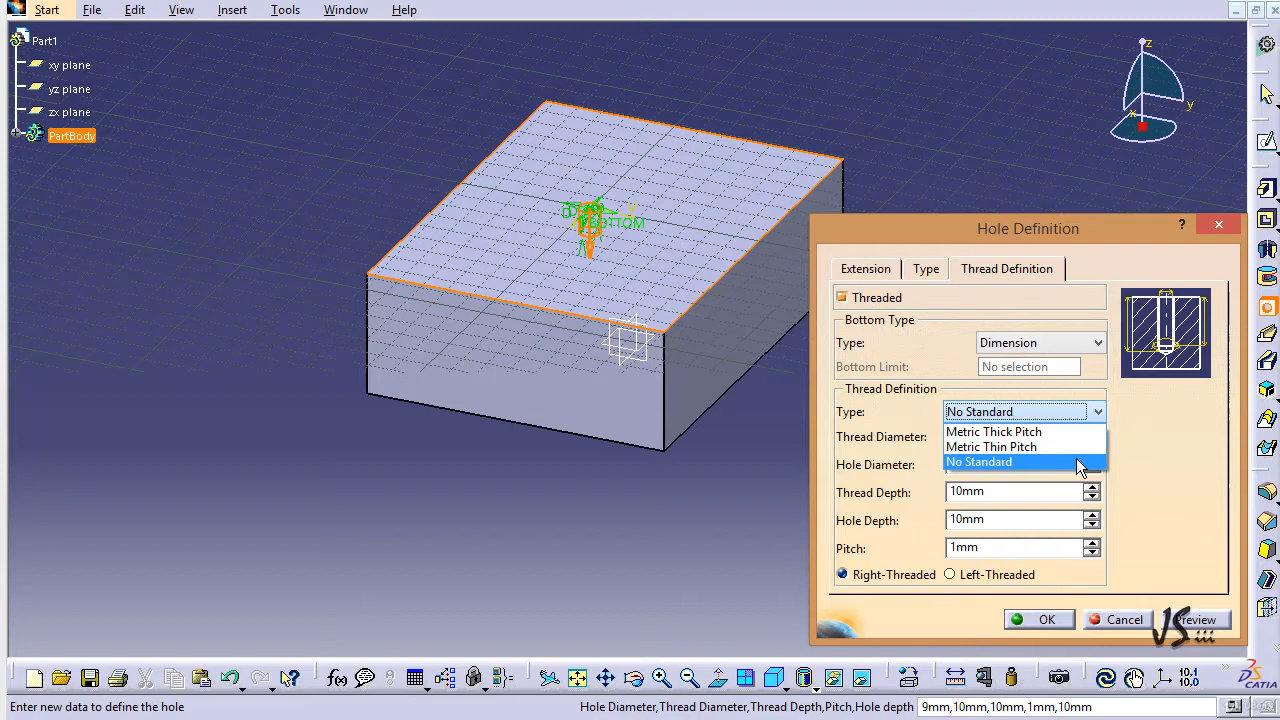 Start File Edit View Insert Tools Window Help
Part1
xy plane
yz plane
zx plane
PartBody
z
y
x
BOTTOM
Hole Definition ?
Extension Type Thread Definition
Threaded
Bottom Type
Type: Dimension
Bottom Limit: No selection
Thread Definition
Type: No Standard
Metric Thick Pitch
Thread Diameter:
Metric Thin Pitch
No Standard
Hole Diameter:
Thread Depth: 10mm
Hole Depth: 10mm
Pitch: 1mm
Right-Threaded Left-Threaded
OK Cancel Preview
VS
f(x) 10.1
CATIA
Enter new data to define the hole Hole Diameter,Thread Diameter,Thread Depth,Pitch,Hole depth 9mm,10mm,10mm,1mm,10mm